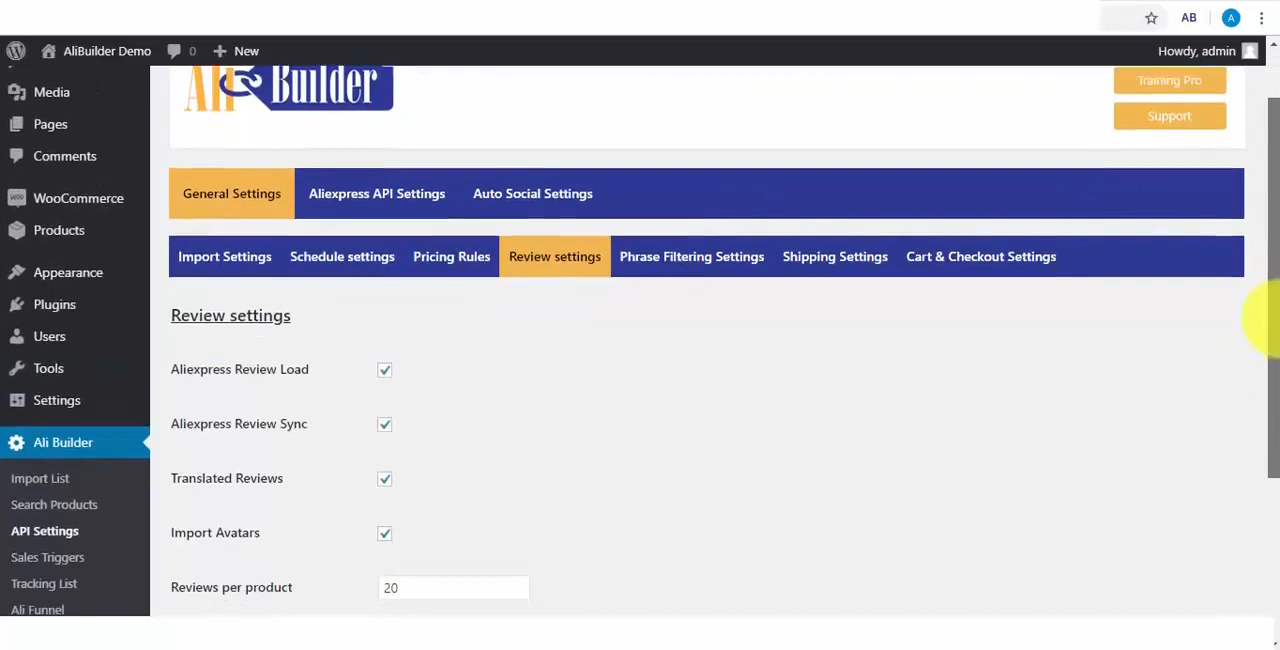 AB
A
AliBuilder Demo
0
New
Howdy, admin
Media
Pages
Comments
WooCommerce
Products
Appearance
Plugins
Users
Tools
Settings
Ali Builder
Import List
Search Products
API Settings
Sales Triggers
Tracking List
Ali Funnel
Ali Builder
Training Pro
Support
General Settings Aliexpress API Settings Auto Social Settings
Import Settings Schedule settings Pricing Rules Review settings Phrase Filtering Settings Shipping Settings Cart & Checkout Settings
Review settings
Aliexpress Review Load
Aliexpress Review Sync
Translated Reviews
Import Avatars
Reviews per product 20